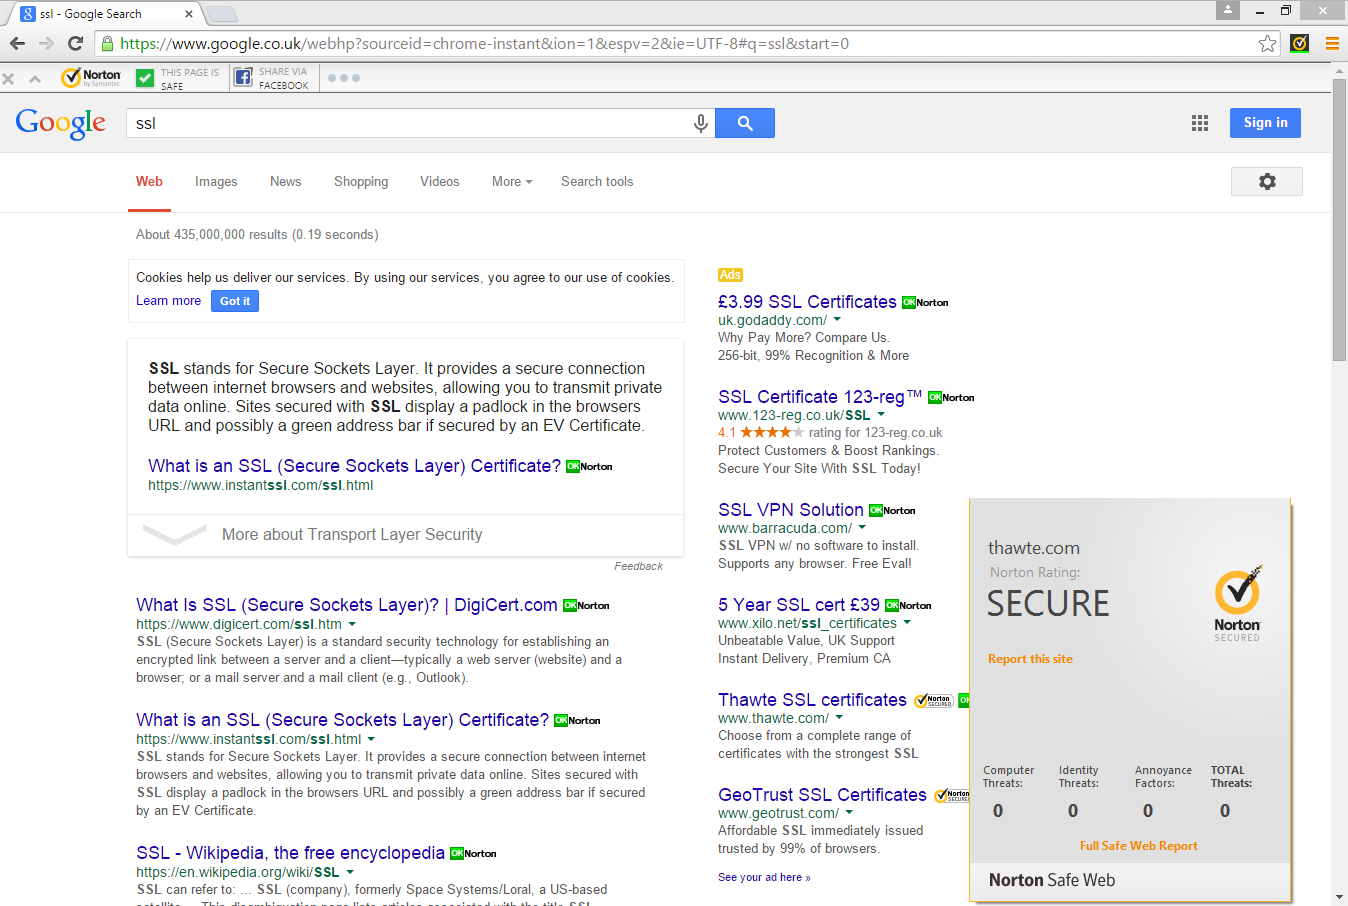 ssl - Google Search
https://www.google.co.uk/webhp?sourceid=chrome-instant&ion=1&espv=2&ie=UTF-8#q=ssl&start=0
Norton
by Symantec
THIS PAGE IS
SAFE
SHARE VIA
FACEBOOK
Google
ssl
Sign in
Web
Images
News
Shopping
Videos
More
Search tools
About 435,000,000 results (0.19 seconds)
Cookies help us deliver our services. By using our services, you agree to our use of cookies.
Learn more
Got it
SSL stands for Secure Sockets Layer. It provides a secure connection
between internet browsers and websites, allowing you to transmit private
data online. Sites secured with SSL display a padlock in the browsers
URL and possibly a green address bar if secured by an EV Certificate.
What is an SSL (Secure Sockets Layer) Certificate? OK Norton
https://www.instantssl.com/ssl.html
More about Transport Layer Security
Feedback
What Is SSL (Secure Sockets Layer)? | DigiCert.com OK Norton
https://www.digicert.com/ssl.htm
SSL (Secure Sockets Layer) is a standard security technology for establishing an
encrypted link between a server and a client—typically a web server (website) and a
browser; or a mail server and a mail client (e.g., Outlook).
What is an SSL (Secure Sockets Layer) Certificate? OK Norton
https://www.instantssl.com/ssl.html
SSL stands for Secure Sockets Layer. It provides a secure connection between internet
browsers and websites, allowing you to transmit private data online. Sites secured with
SSL display a padlock in the browsers URL and possibly a green address bar if secured
by an EV Certificate.
SSL - Wikipedia, the free encyclopedia OK Norton
https://en.wikipedia.org/wiki/SSL
SSL can refer to: ... SSL (company), formerly Space Systems/Loral, a US-based
satellite ... This disambiguation page lists articles associated with the title SSL
Ads
£3.99 SSL Certificates OK Norton
uk.godaddy.com/
Why Pay More? Compare Us.
256-bit, 99% Recognition & More
SSL Certificate 123-reg™ OK Norton
www.123-reg.co.uk/SSL
4.1 rating for 123-reg.co.uk
Protect Customers & Boost Rankings.
Secure Your Site With SSL Today!
SSL VPN Solution OK Norton
www.barracuda.com/
SSL VPN w/ no software to install.
Supports any browser. Free Eval!
5 Year SSL cert £39 OK Norton
www.xilo.net/ssl_certificates
Unbeatable Value, UK Support
Instant Delivery, Premium CA
Thawte SSL certificates Norton SECURED OK
www.thawte.com/
Choose from a complete range of
certificates with the strongest SSL
GeoTrust SSL Certificates Norton SECURED
www.geotrust.com/
Affordable SSL immediately issued
trusted by 99% of browsers.
See your ad here »
thawte.com
Norton Rating:
SECURE
Norton
SECURED
Report this site
Computer Threats:
0
Identity Threats:
0
Annoyance Factors:
0
TOTAL Threats:
0
Full Safe Web Report
Norton Safe Web